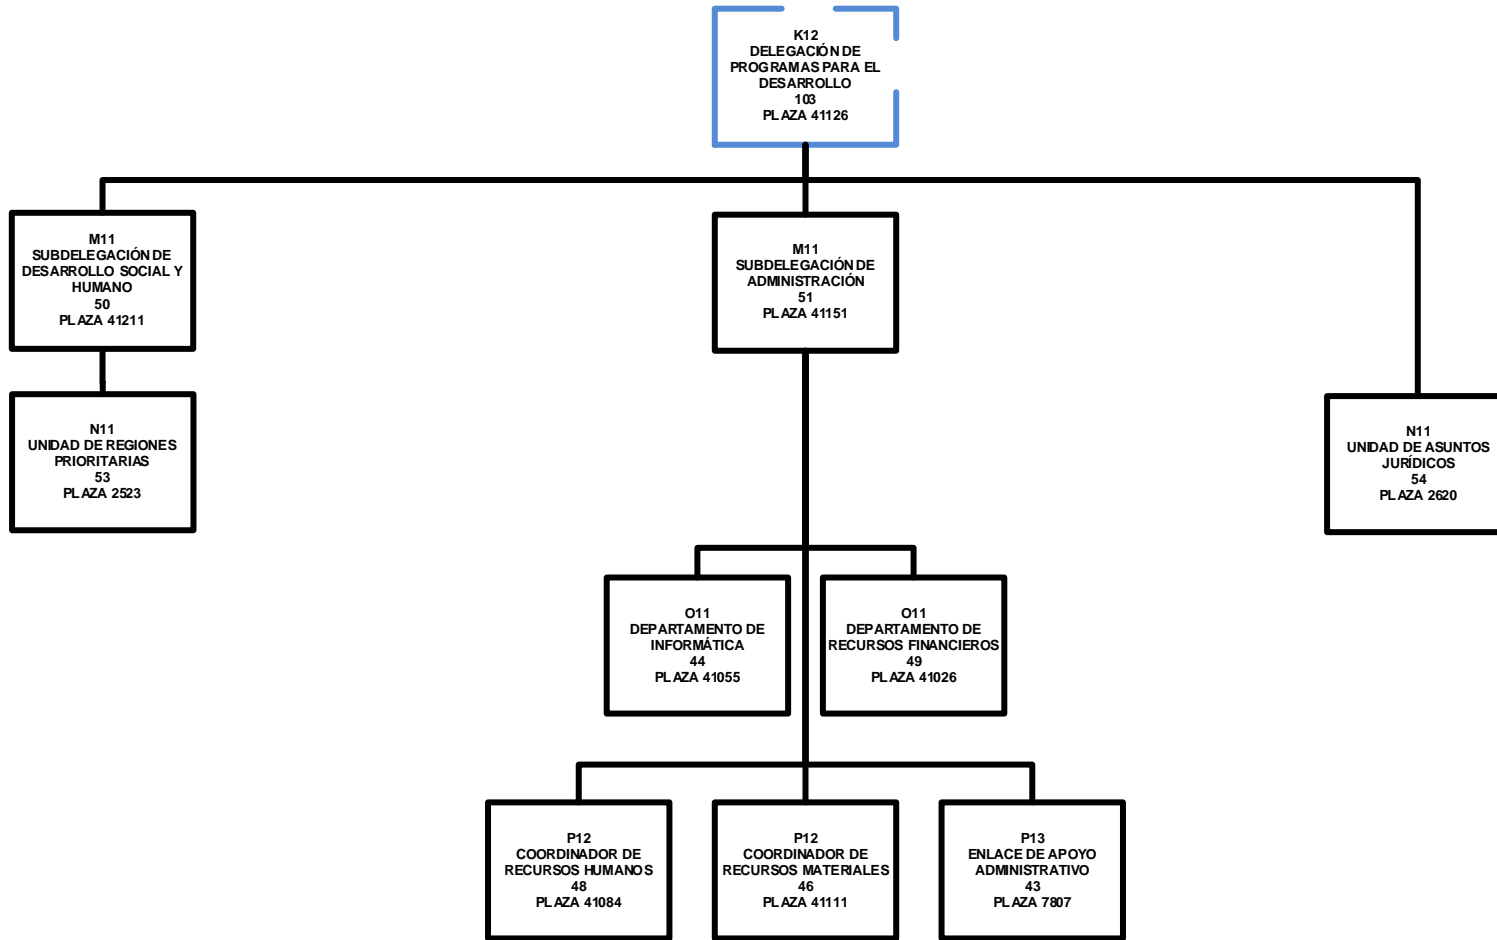 K12
DELEGACIÓN DE
PROGRAMAS PARA EL
DESARROLLO
103
PLAZA 41126
M11
SUBDELEGACIÓN DE
DESARROLLO SOCIAL Y
HUMANO
50
PLAZA 41211
M11
SUBDELEGACIÓN DE
ADMINISTRACIÓN
51
PLAZA 41151
N11
UNIDAD DE REGIONES
PRIORITARIAS
53
PLAZA 2523
N11
UNIDAD DE ASUNTOS
JURÍDICOS
54
PLAZA 2620
O11
DEPARTAMENTO DE
INFORMÁTICA
44
PLAZA 41055
O11
DEPARTAMENTO DE
RECURSOS FINANCIEROS
49
PLAZA 41026
P12
COORDINADOR DE
RECURSOS HUMANOS
48
PLAZA 41084
P12
COORDINADOR DE
RECURSOS MATERIALES
46
PLAZA 41111
P13
ENLACE DE APOYO
ADMINISTRATIVO
43
PLAZA 7807